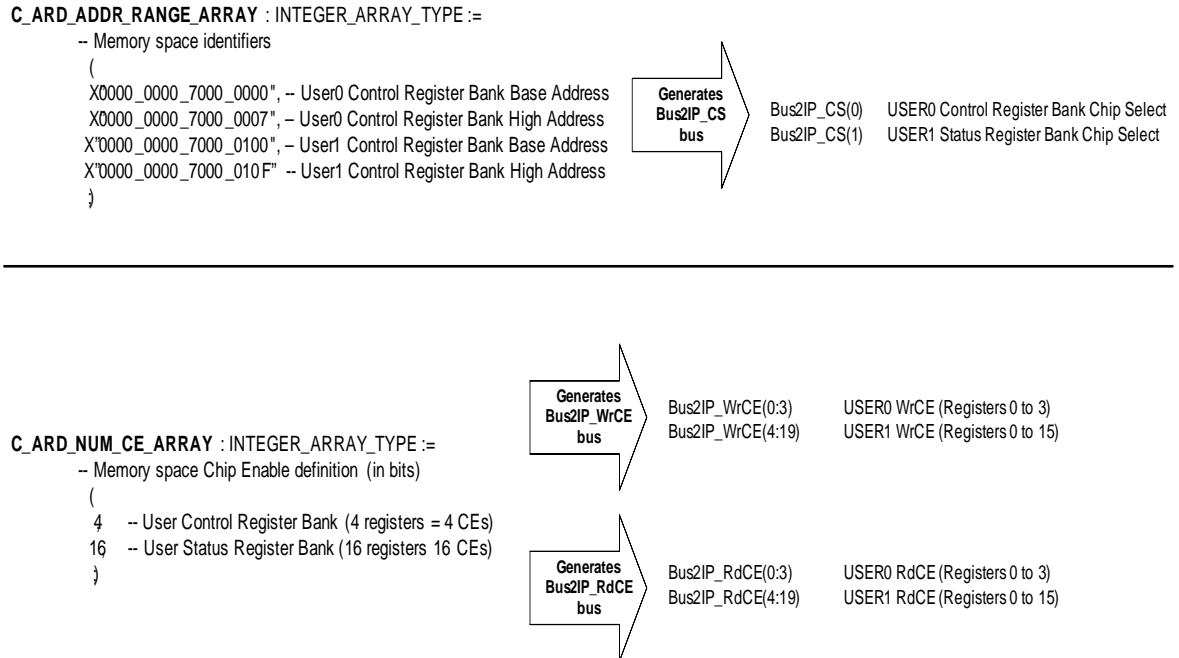 C_ARD_ADDR_RANGE_ARRAY : INTEGER_ARRAY_TYPE :=
-- Memory space identifiers
(
X"0000_0000_7000_0000", -- User0 Control Register Bank Base Address
X"0000_0000_7000_0007", – User0 Control Register Bank High Address
X"0000_0000_7000_0100", – User1 Control Register Bank Base Address
X"0000_0000_7000_010F" -- User1 Control Register Bank High Address
);
Generates
Bus2IP_CS
bus
Bus2IP_CS(0) USER0 Control Register Bank Chip Select
Bus2IP_CS(1) USER1 Status Register Bank Chip Select
C_ARD_NUM_CE_ARRAY : INTEGER_ARRAY_TYPE :=
-- Memory space Chip Enable definition (in bits)
(
4, -- User Control Register Bank (4 registers = 4 CEs)
16, -- User Status Register Bank (16 registers 16 CEs)
);
Generates
Bus2IP_WrCE
bus
Bus2IP_WrCE(0:3) USER0 WrCE (Registers 0 to 3)
Bus2IP_WrCE(4:19) USER1 WrCE (Registers 0 to 15)
Generates
Bus2IP_RdCE
bus
Bus2IP_RdCE(0:3) USER0 RdCE (Registers 0 to 3)
Bus2IP_RdCE(4:19) USER1 RdCE (Registers 0 to 15)